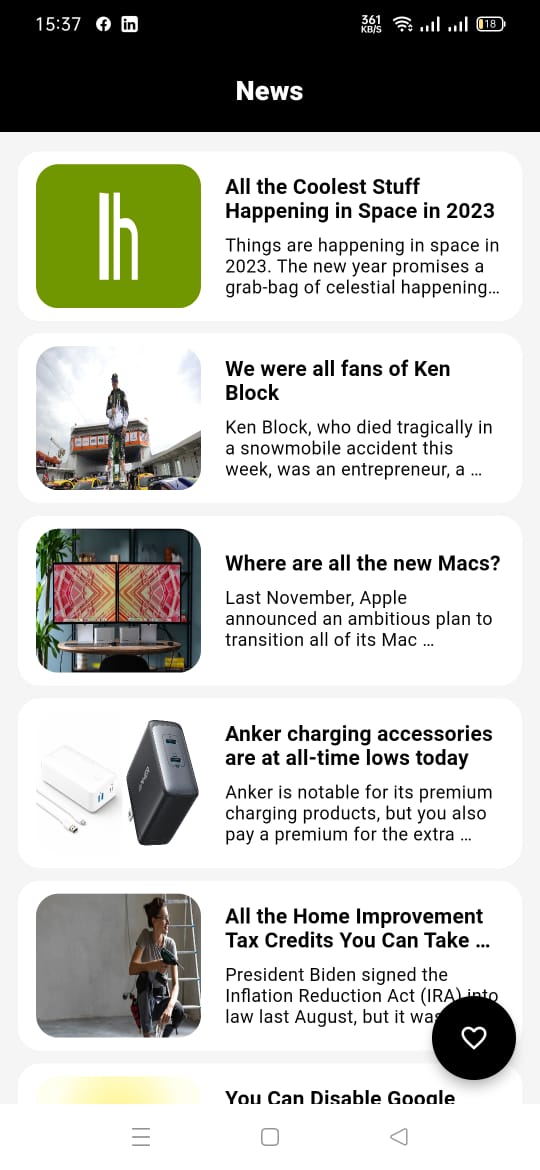 15:37
361
KB/S
18
News
lh
All the Coolest Stuff
Happening in Space in 2023
Things are happening in space in
2023. The new year promises a
grab-bag of celestial happening…
We were all fans of Ken
Block
Ken Block, who died tragically in
a snowmobile accident this
week, was an entrepreneur, a …
Where are all the new Macs?
Last November, Apple
announced an ambitious plan to
transition all of its Mac …
Anker charging accessories
are at all-time lows today
Anker is notable for its premium
charging products, but you also
pay a premium for the extra …
All the Home Improvement
Tax Credits You Can Take …
President Biden signed the
Inflation Reduction Act (IRA) into
law last August, but it was
You Can Disable Google